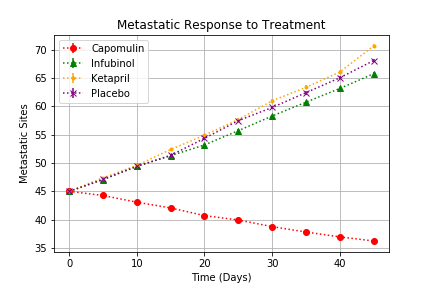 Metastatic Response to Treatment
Capomulin
Infubinol
Ketapril
Placebo
Metastatic Sites
70
65
60
55
50
45
40
35
0
10
20
30
40
Time (Days)